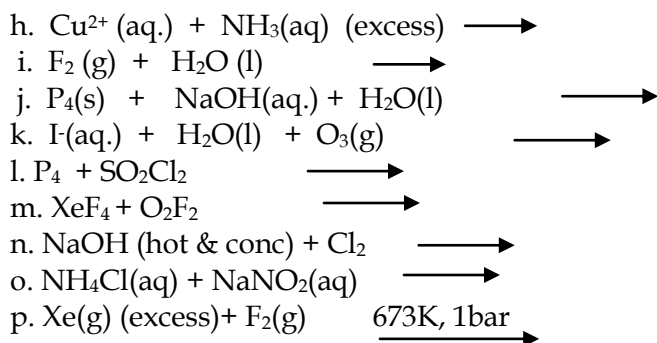 h. Cu²⁺ (aq.) + NH₃(aq) (excess) ⟶
i. F₂ (g) + H₂O (l) ⟶
j. P₄(s) + NaOH(aq.) + H₂O(l) ⟶
k. I⁻(aq.) + H₂O(l) + O₃(g) ⟶
l. P₄ + SO₂Cl₂ ⟶
m. XeF₄ + O₂F₂ ⟶
n. NaOH (hot & conc) + Cl₂ ⟶
o. NH₄Cl(aq) + NaNO₂(aq) ⟶
p. Xe(g) (excess)+ F₂(g) 673K, 1bar ⟶